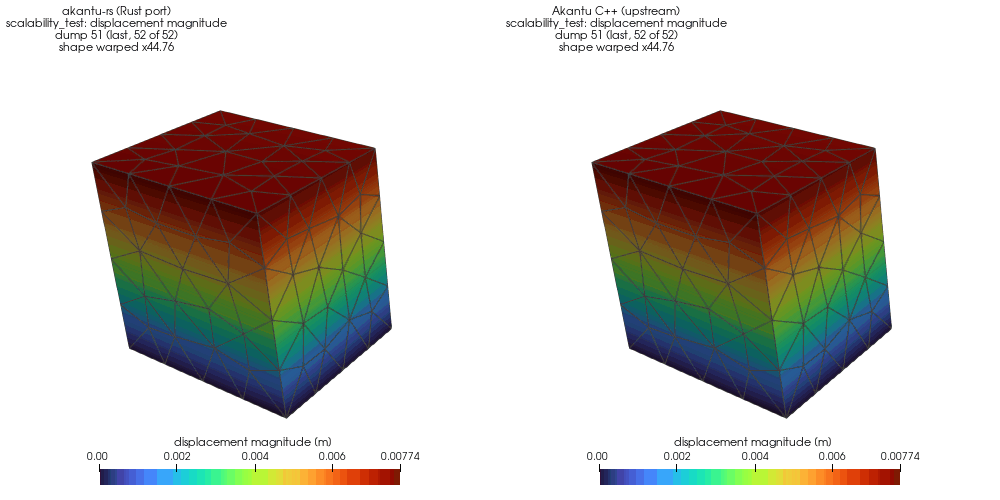 akantu-rs (Rust port)
scalability_test: displacement magnitude
dump 51 (last, 52 of 52)
shape warped x44.76
Akantu C++ (upstream)
scalability_test: displacement magnitude
dump 51 (last, 52 of 52)
shape warped x44.76
displacement magnitude (m)
0.00 0.002 0.004 0.006 0.00774
displacement magnitude (m)
0.00 0.002 0.004 0.006 0.00774